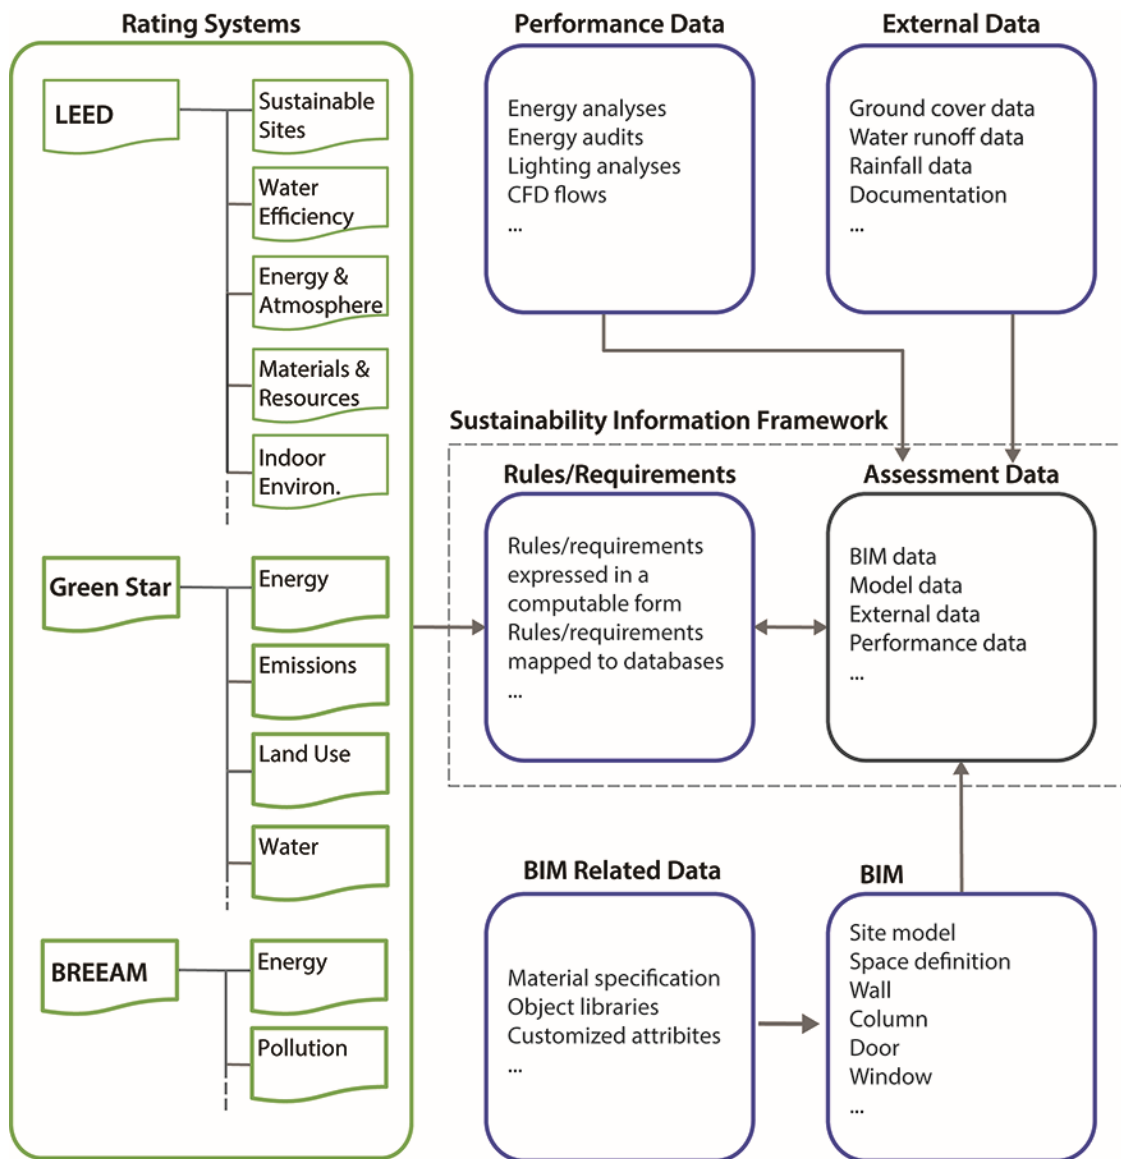 Rating Systems
LEED
Sustainable
Sites
Water
Efficiency
Energy &
Atmosphere
Materials &
Resources
Indoor
Environ.
Green Star
Energy
Emissions
Land Use
Water
BREEAM
Energy
Pollution
Performance Data
Energy analyses
Energy audits
Lighting analyses
CFD flows
...
External Data
Ground cover data
Water runoff data
Rainfall data
Documentation
...
Sustainability Information Framework
Rules/Requirements
Rules/requirements
expressed in a
computable form
Rules/requirements
mapped to databases
...
Assessment Data
BIM data
Model data
External data
Performance data
...
BIM Related Data
Material specification
Object libraries
Customized attribites
...
BIM
Site model
Space definition
Wall
Column
Door
Window
...